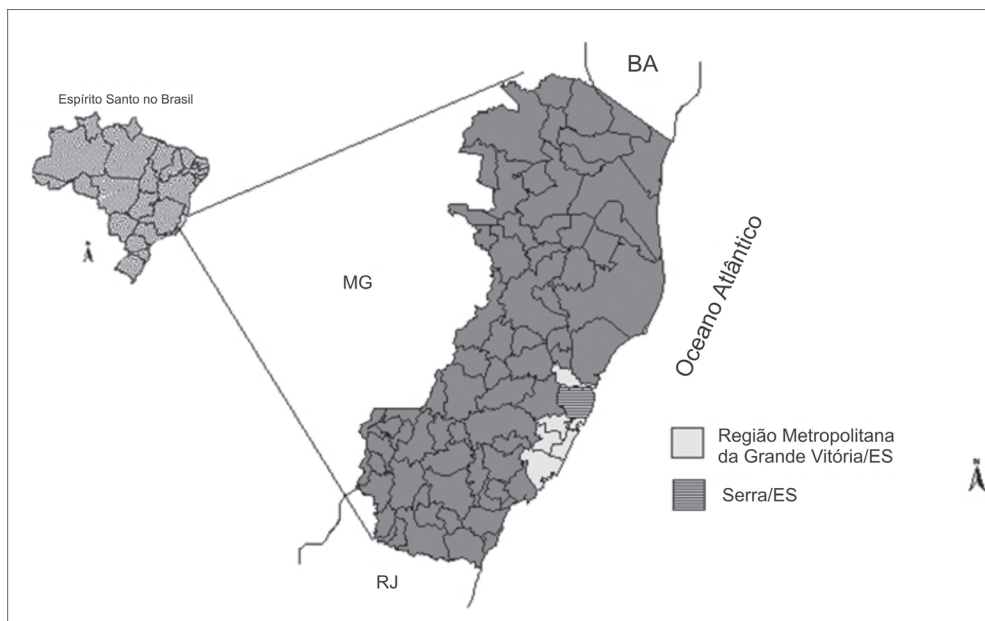 Espírito Santo no Brasil
BA
MG
Oceano Atlântico
Região Metropolitana
da Grande Vitória/ES
Serra/ES
N
N
RJ